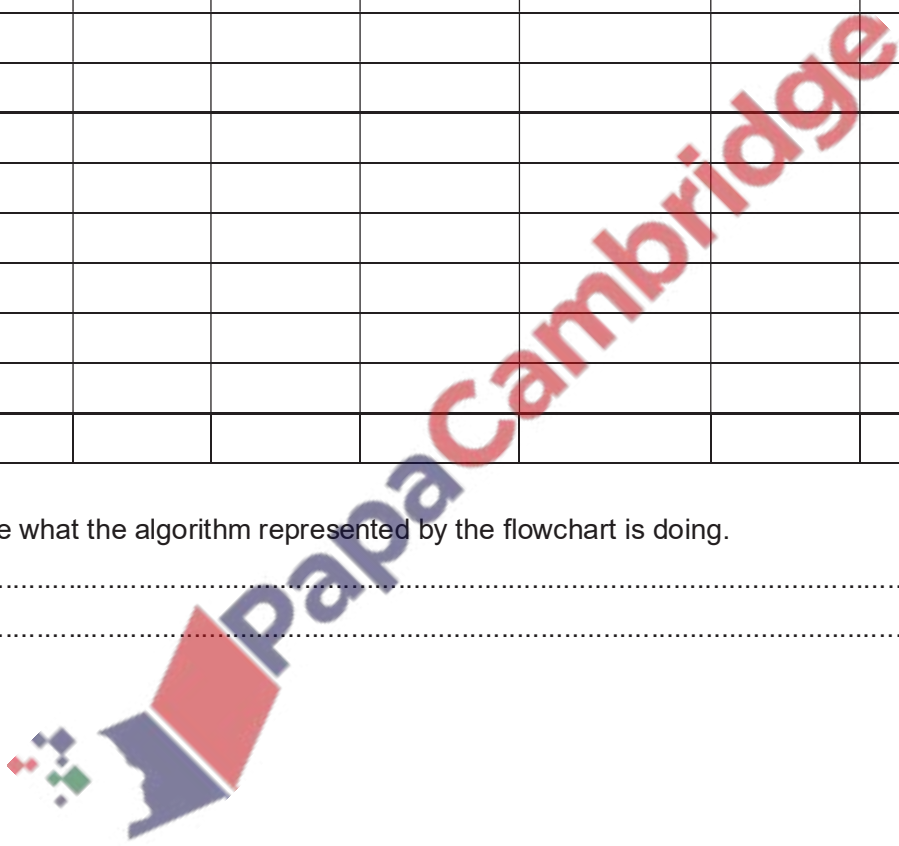 e what the algorithm represented by the flowchart is doing.
PapaCambridge